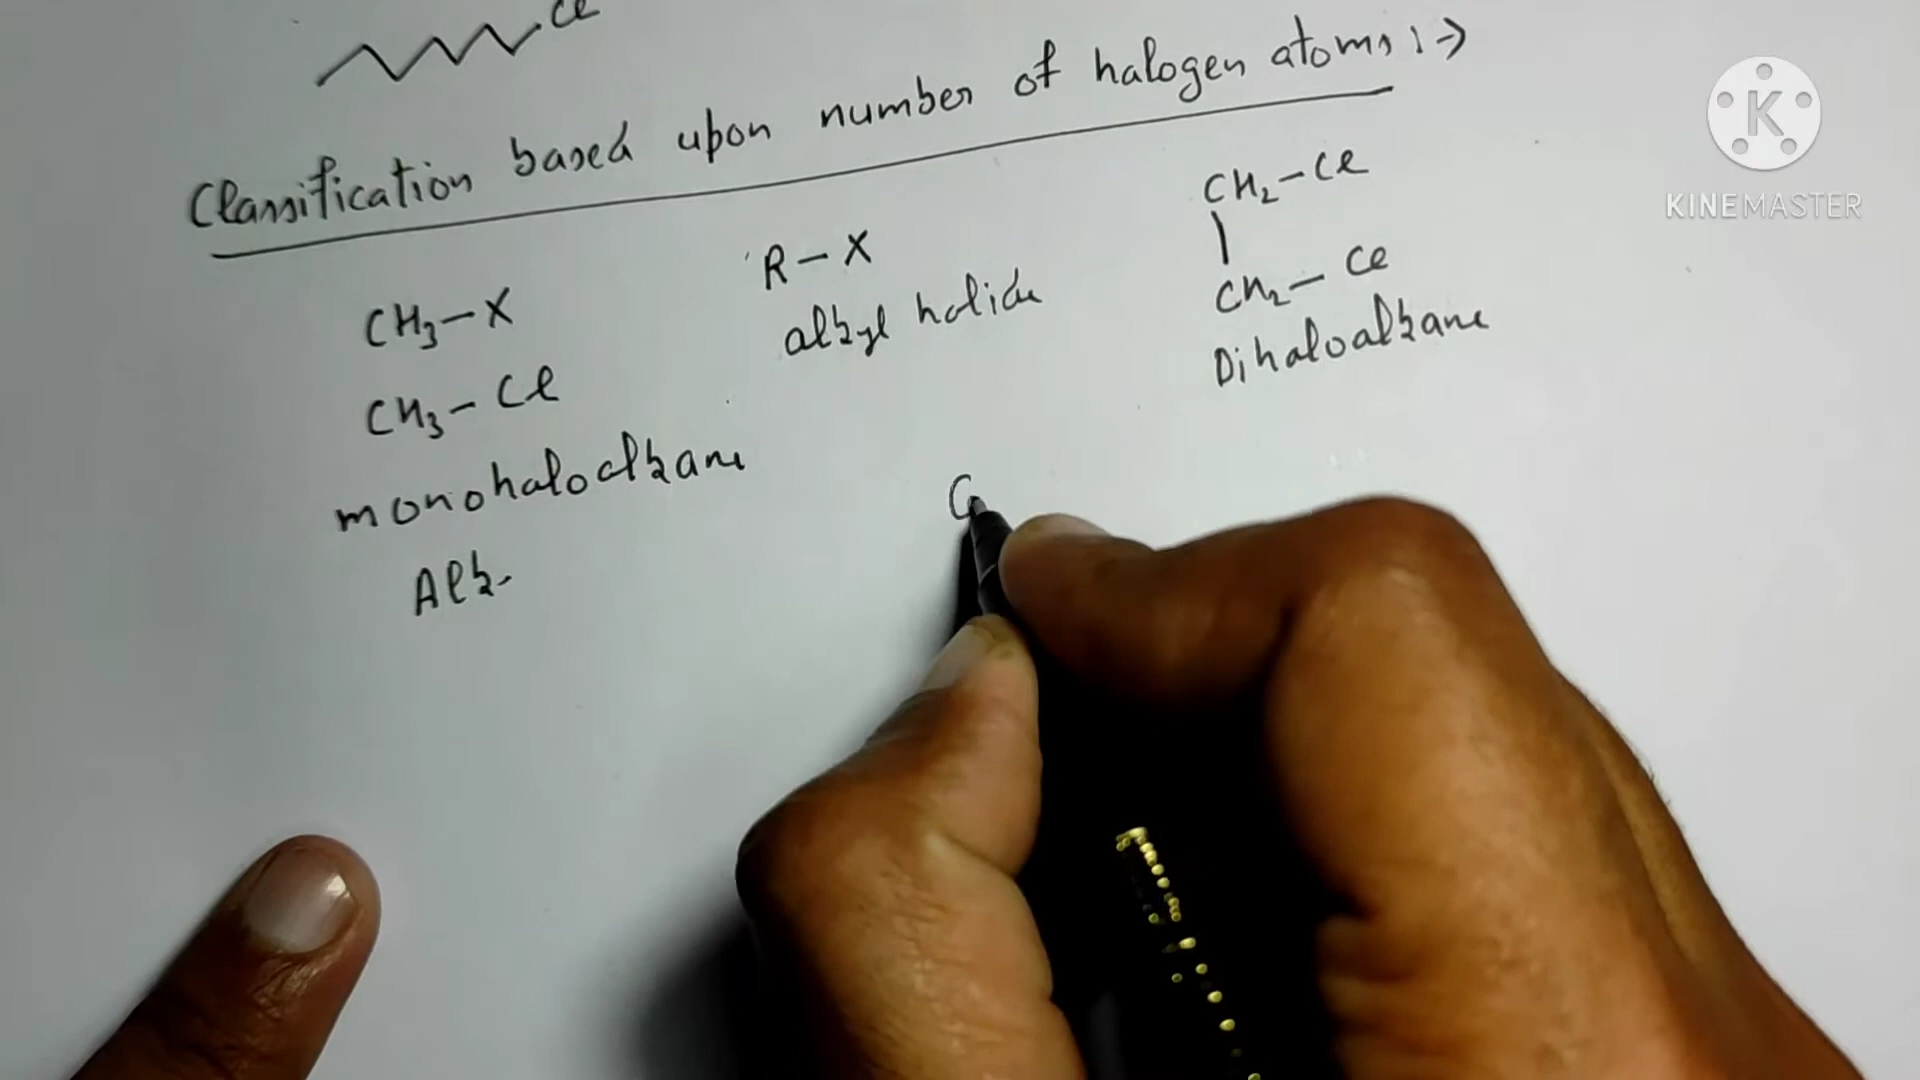 Cl
Classification based upon number of halogen atoms :→
CH₃-X
CH₃-Cl
monohaloalkane
Alk-
R-X
alkyl halide
CH₂-Cl
|
CH₂-Cl
Dihaloalkane
C
K
KINEMASTER